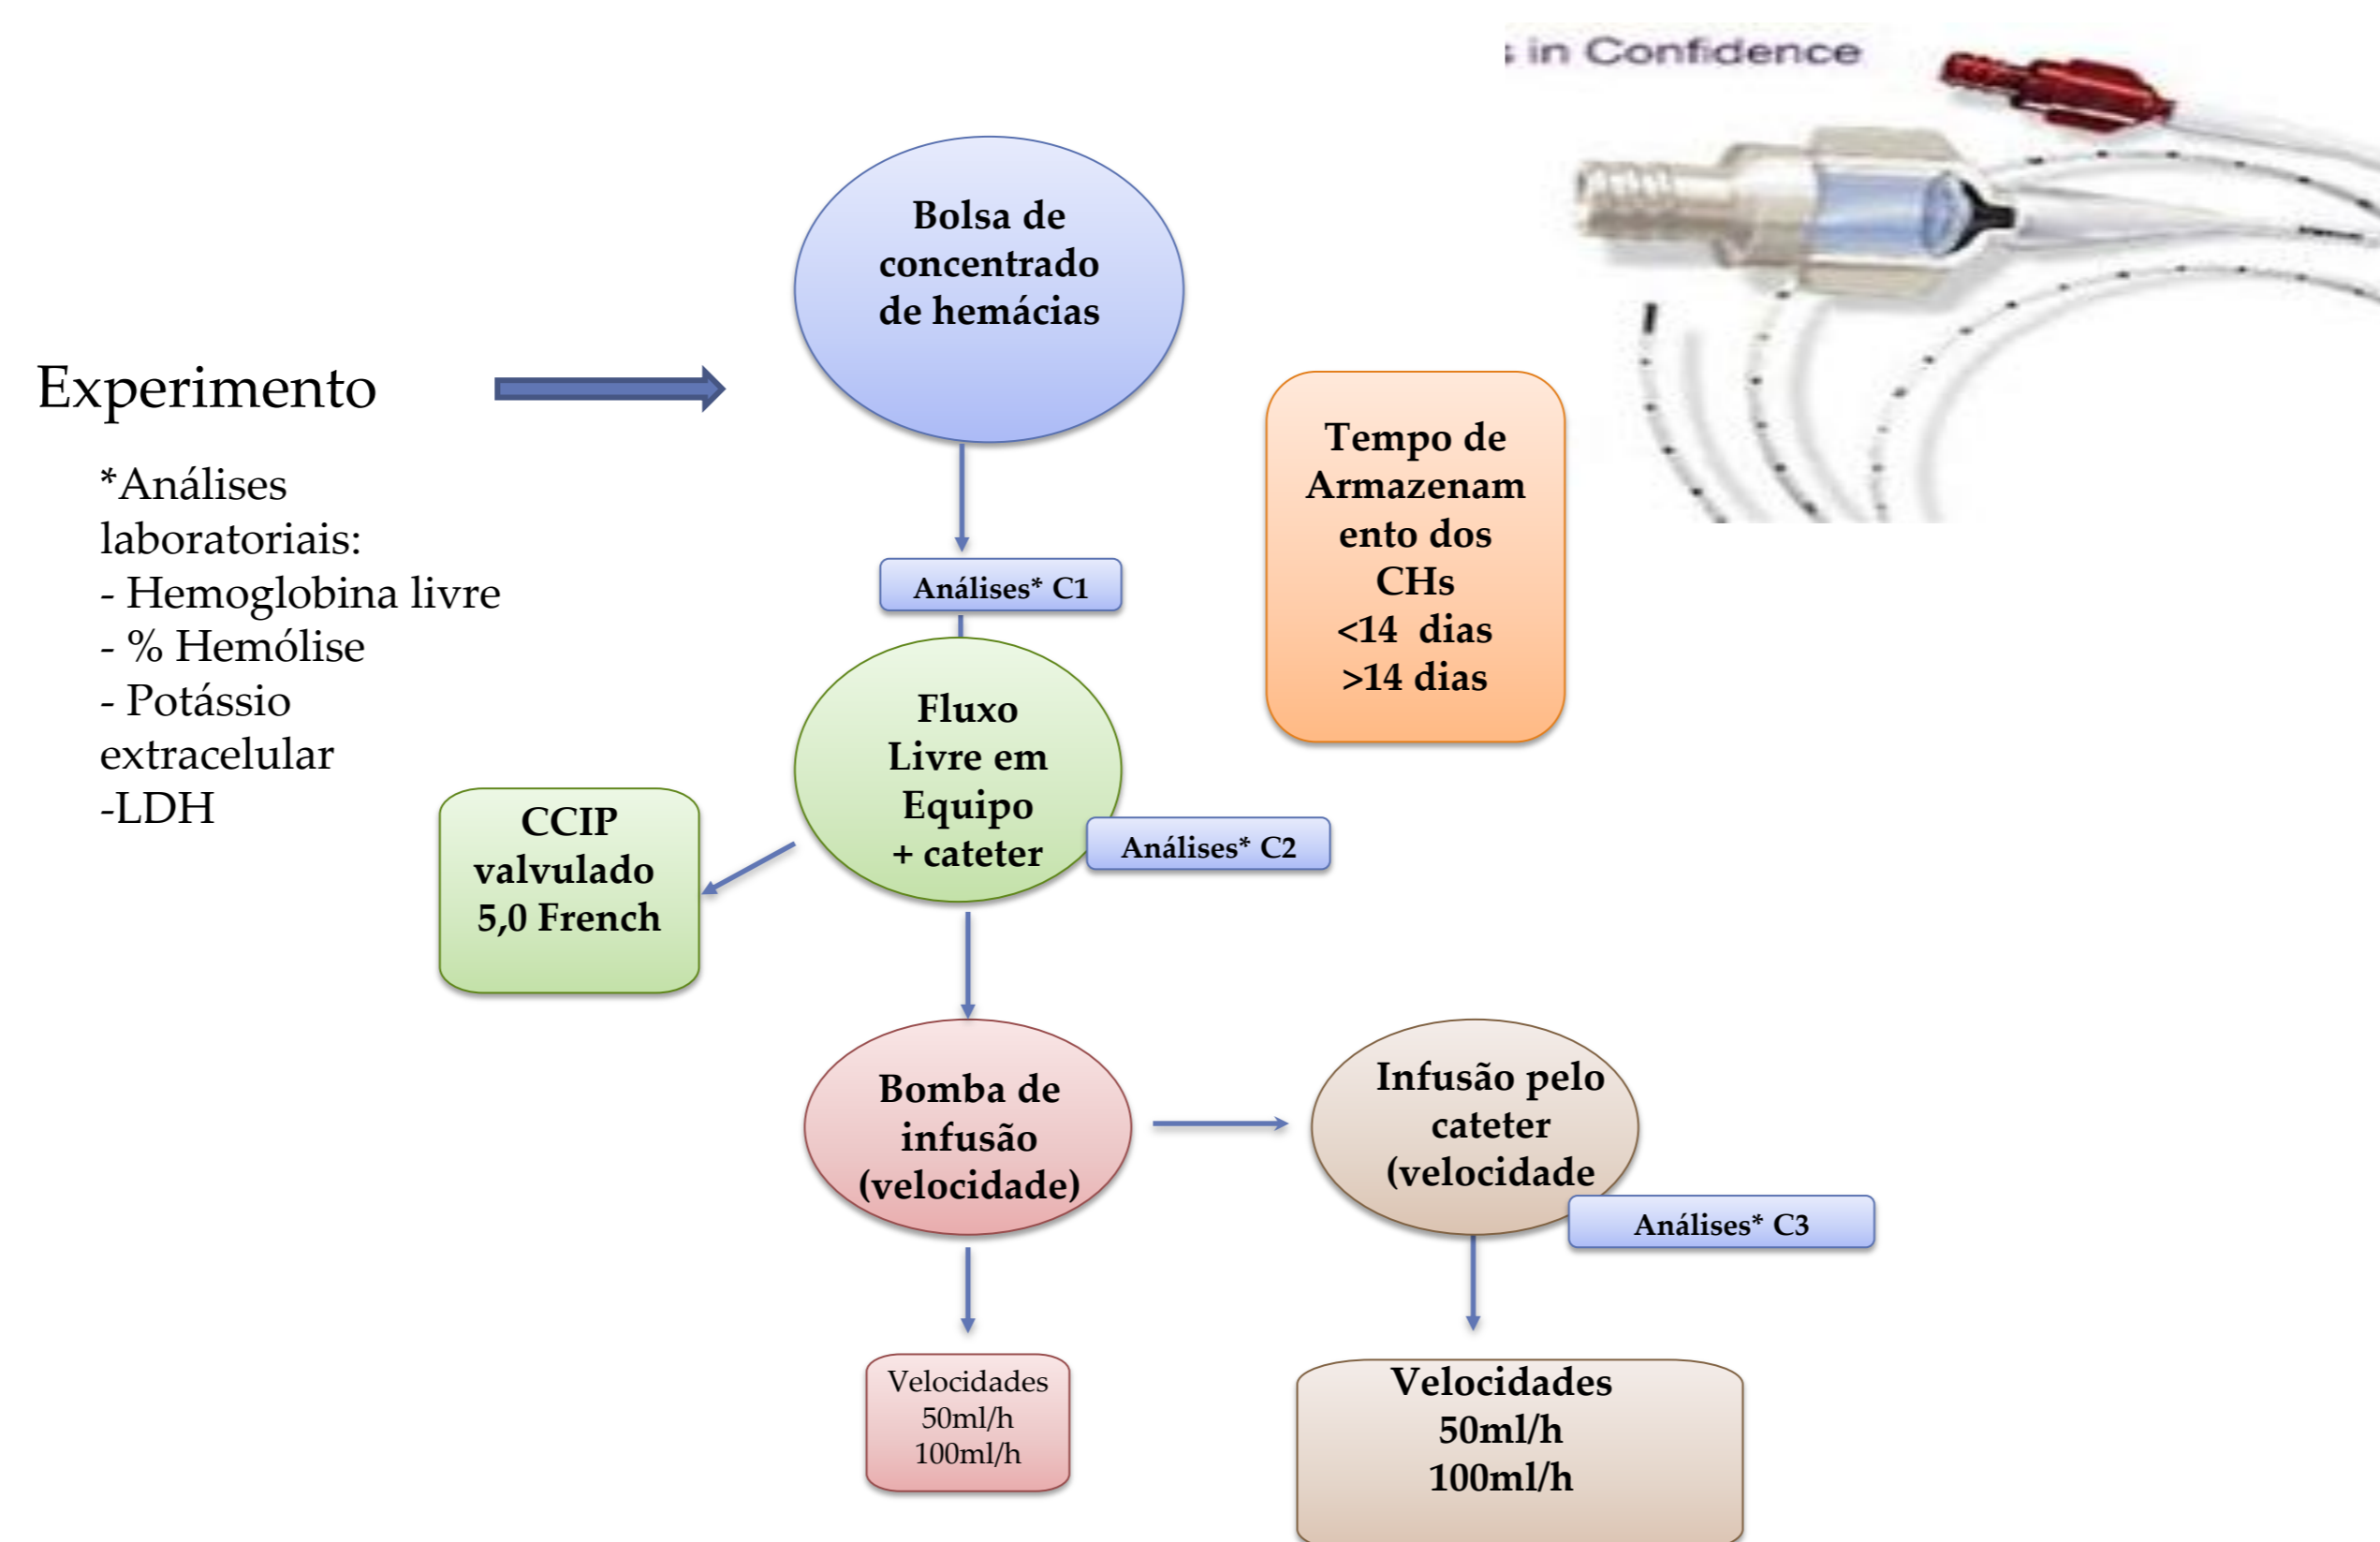 s in Confidence
Bolsa de
concentrado
de hemácias
Experimento
*Análises
laboratoriais:
- Hemoglobina livre
- % Hemólise
- Potássio
extracelular
-LDH
Tempo de
Armazenam
ento dos
CHs
<14  dias
>14 dias
Análises* C1
Fluxo
Livre em
Equipo
+ cateter
Análises* C2
CCIP
valvulado
5,0 French
Bomba de
infusão
(velocidade)
Infusão pelo
cateter
(velocidade
Análises* C3
Velocidades
50ml/h
100ml/h
Velocidades
50ml/h
100ml/h